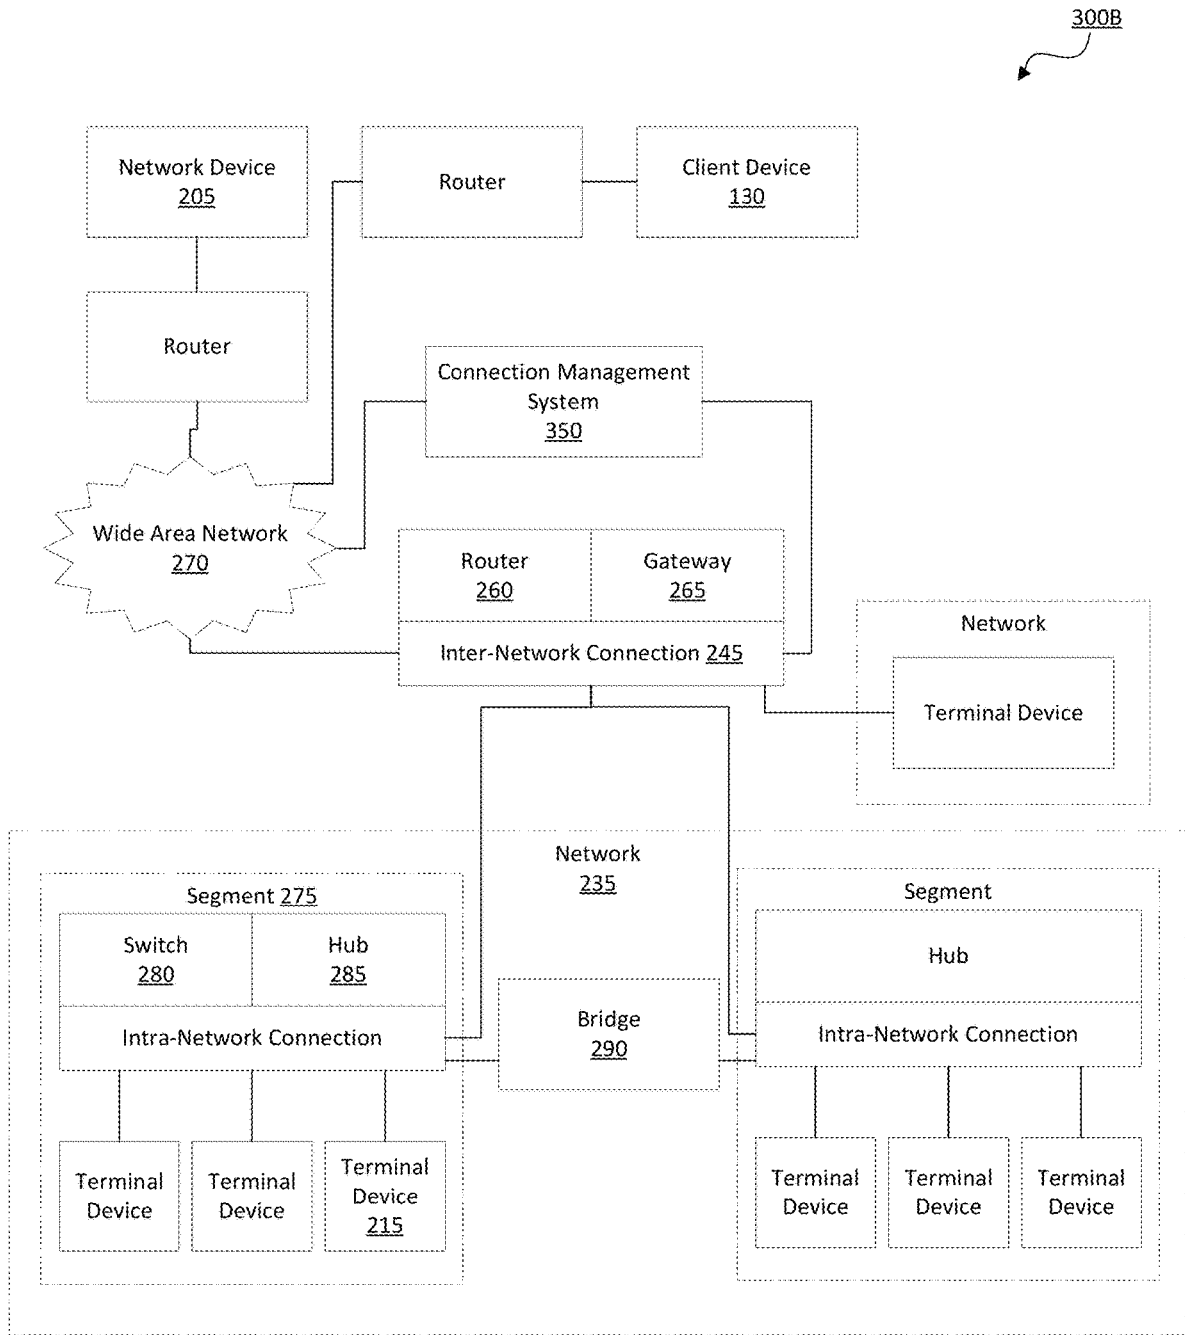 300B
Network Device
205
Router
Client Device
130
Router
Connection Management
System
350
Wide Area Network
270
Router
260
Gateway
265
Inter-Network Connection 245
Network
Terminal Device
Network
235
Segment 275
Switch
280
Hub
285
Intra-Network Connection
Terminal
Device
Terminal
Device
Terminal
Device
215
Bridge
290
Segment
Hub
Intra-Network Connection
Terminal
Device
Terminal
Device
Terminal
Device